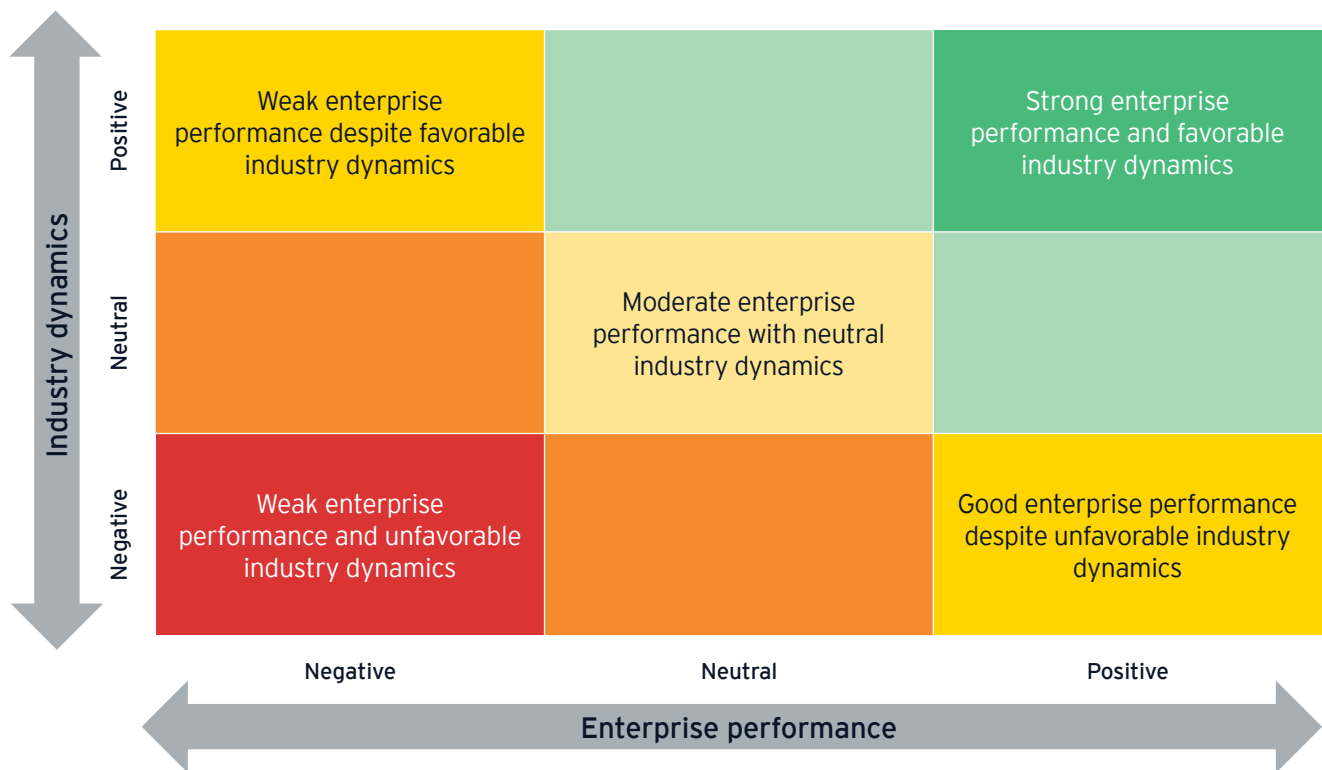 Industry dynamics
Positive
Weak enterprise
performance despite favorable
industry dynamics
Strong enterprise
performance and favorable
industry dynamics
Neutral
Moderate enterprise
performance with neutral
industry dynamics
Negative
Weak enterprise
performance and unfavorable
industry dynamics
Good enterprise performance
despite unfavorable industry
dynamics
Negative
Neutral
Positive
Enterprise performance